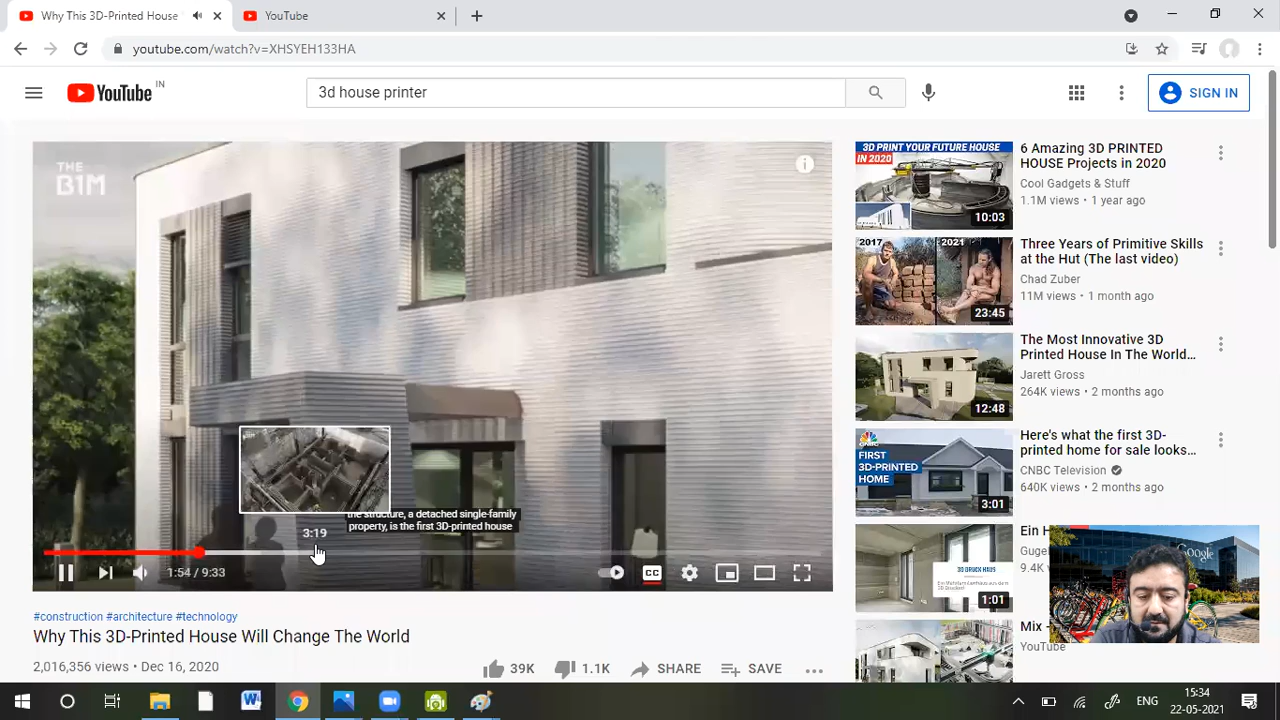 Why This 3D-Printed House
YouTube
youtube.com/watch?v=XHSYEH133HA
YouTube IN
3d house printer
SIGN IN
THE
B1M
the structure, a detached single-family
property, is the first 3D-printed house
3:19
1:54 / 9:33
CC
#construction #architecture #technology
Why This 3D-Printed House Will Change The World
2,016,356 views • Dec 16, 2020
39K
1.1K
SHARE
SAVE
3D PRINT YOUR FUTURE HOUSE
IN 2020
10:03
6 Amazing 3D PRINTED
HOUSE Projects in 2020
Cool Gadgets & Stuff
1.1M views • 1 year ago
2017
2021
23:45
Three Years of Primitive Skills
at the Hut (The last video)
Chad Zuber
11M views • 1 month ago
12:48
The Most Innovative 3D
Printed House In The World...
Jarett Gross
264K views • 2 months ago
FIRST
3D-PRINTED
HOME
3:01
Here's what the first 3D-
printed home for sale looks...
CNBC Television
640K views • 2 months ago
3D DRUCK HAUS
1:01
Ein H
Guge
9.4K
Google
Mix -
YouTube
ENG
15:34
22-05-2021